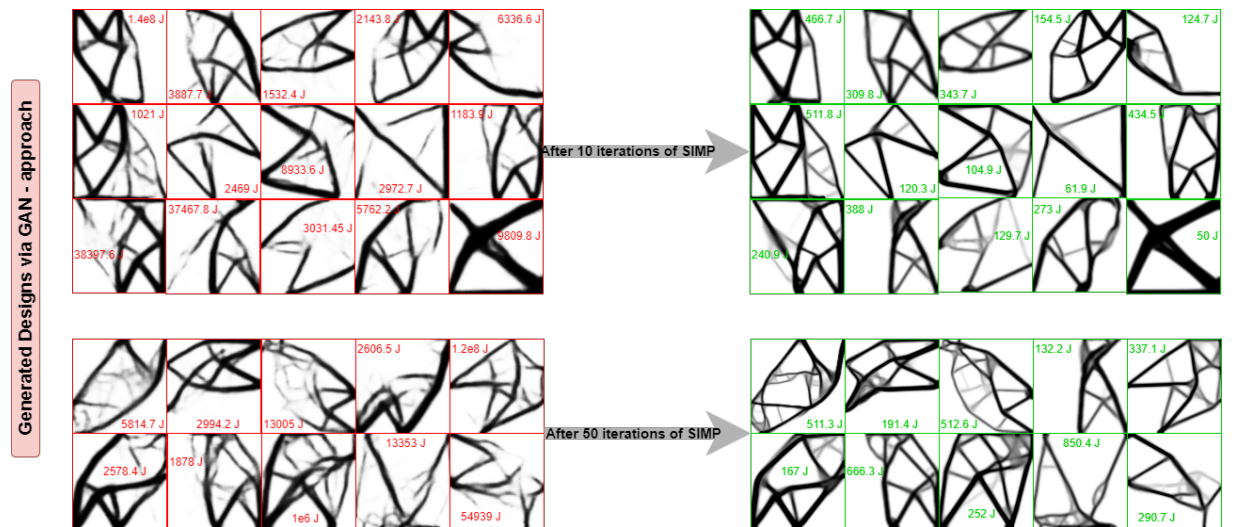 Generated Designs via GAN - approach
1.4e8 J
3887.7 J
1532.4 J
2143.8 J
6336.6 J
1021 J
2469 J
8933.6 J
2972.7 J
1183.9 J
38397.6 J
37467.8 J
3031.45 J
5762.2 J
9809.8 J
After 10 iterations of SIMP
466.7 J
309.8 J
343.7 J
154.5 J
124.7 J
511.8 J
120.3 J
104.9 J
61.9 J
434.5 J
240.9 J
388 J
129.7 J
273 J
50 J
5814.7 J
2994.2 J
13005 J
2606.5 J
1.2e8 J
2578.4 J
1878 J
1e6 J
13353 J
54939 J
After 50 iterations of SIMP
511.3 J
191.4 J
512.6 J
132.2 J
337.1 J
167 J
666.3 J
252 J
850.4 J
290.7 J